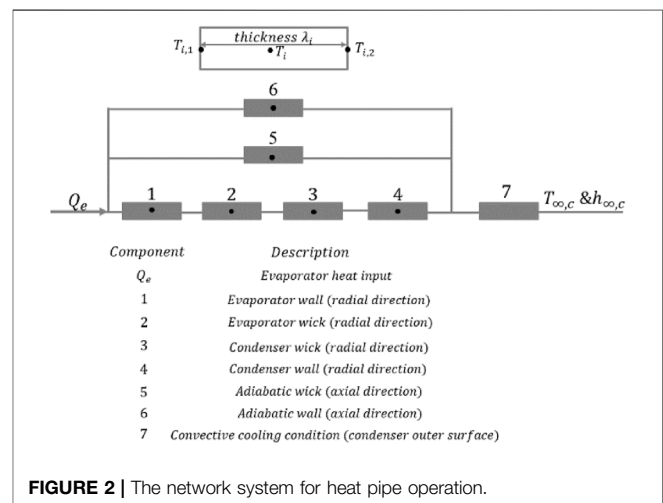 thickness λᵢ
Tᵢ,₁
Tᵢ
Tᵢ,₂
6
5
Qₑ
1
2
3
4
7
T∞,c & h∞,c
Component Description
Qₑ Evaporator heat input
1 Evaporator wall (radial direction)
2 Evaporator wick (radial direction)
3 Condenser wick (radial direction)
4 Condenser wall (radial direction)
5 Adiabatic wick (axial direction)
6 Adiabatic wall (axial direction)
7 Convective cooling condition (condenser outer surface)
FIGURE 2 | The network system for heat pipe operation.